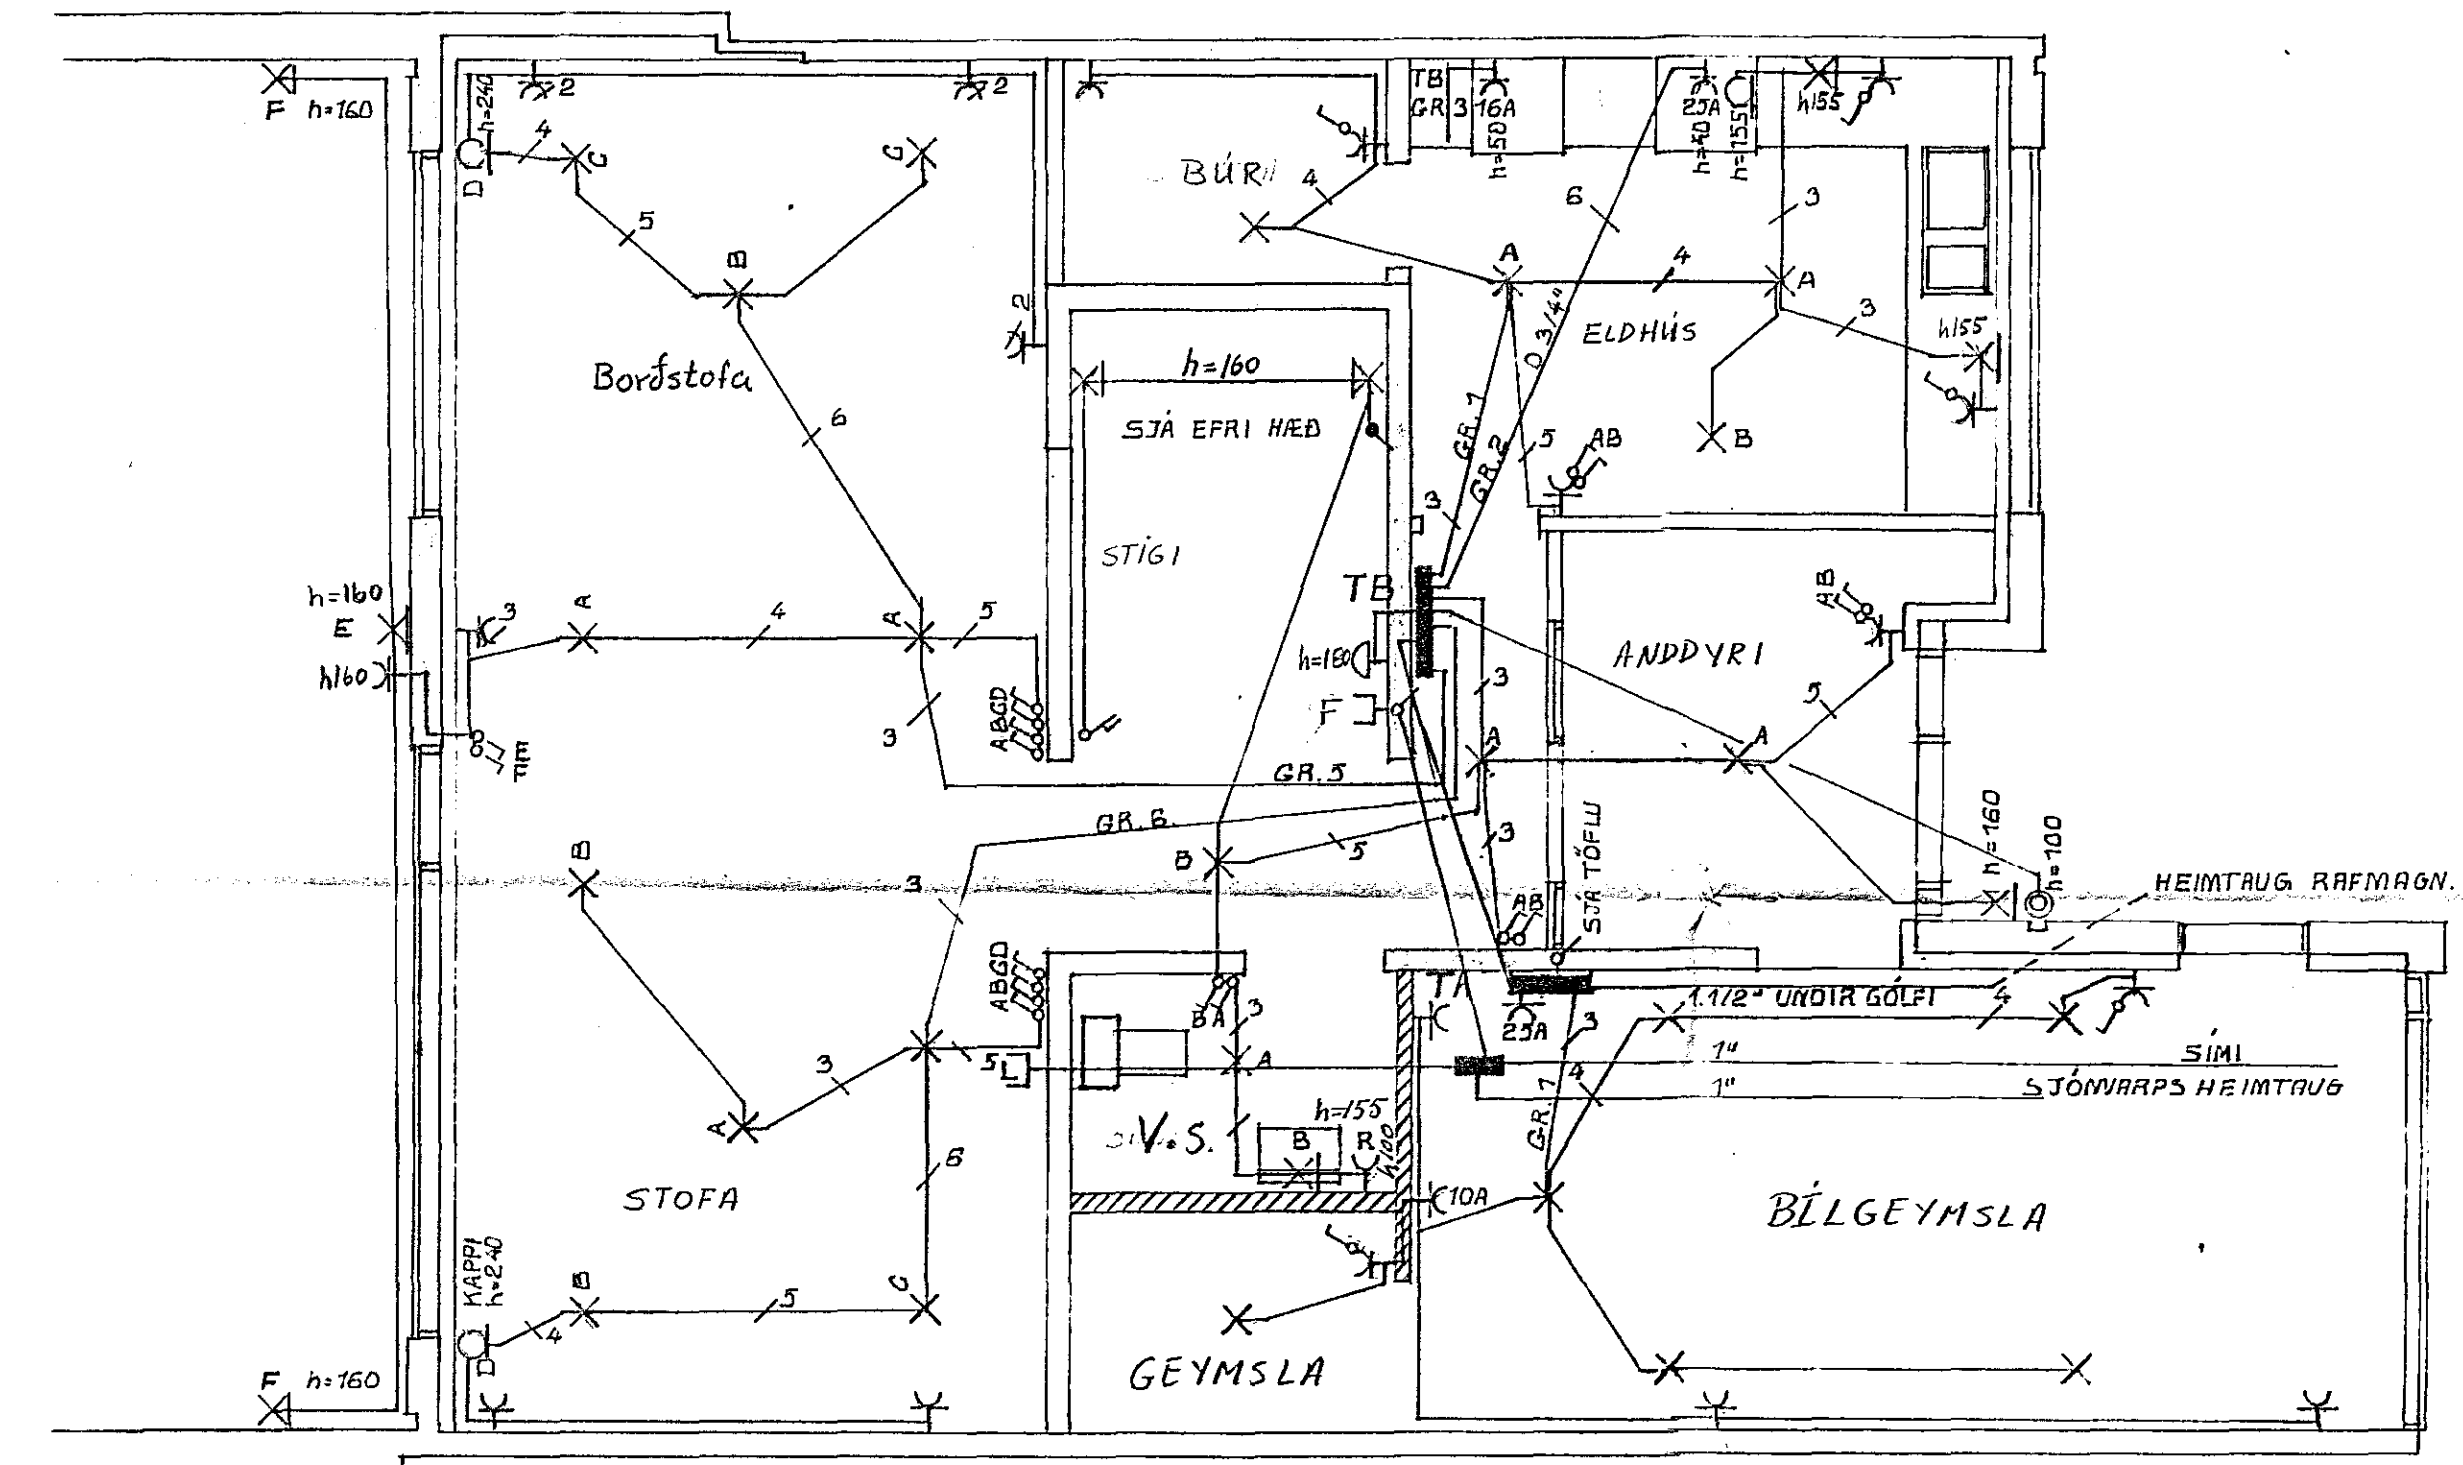 F h=160
h=240
2
2
TB
GR 3 16A
h=50
25A
h=40
h=155
h155
D
4
G
G
BÚR
4
6
3
5
B
A
4
A
D 3/4"
3
h155
ELDHÚS
2
Borðstofa
h=160
SJÁ EFRI HÆÐ
6
GR.1
GR.2
5
AB
B
3
STÍGI
TB
h=160
E
3
A
4
A
5
AB
ANDDYRI
h=180
h160
3
F
ABGD
3
5
A
A
EF
GR.5
GR.6
3
5
B
B
SJÁ TÖFLU
h=160
h=100
3
AB
HEIMTAUG RAFMAGN.
ABGD
TA
BA
3
25A
3
1.1/2" UNDIR GÓLFI
4
5
A
1"
SÍMI
3
4
1"
SJÓNVARPS HEIMTAUG
A
V.S.
h=155
B
R
h100
GR.1
6
STOFA
10A
BÍLGEYMSLA
KAPPI
h=240
B
5
G
4
D
F h=160
GEYMSLA